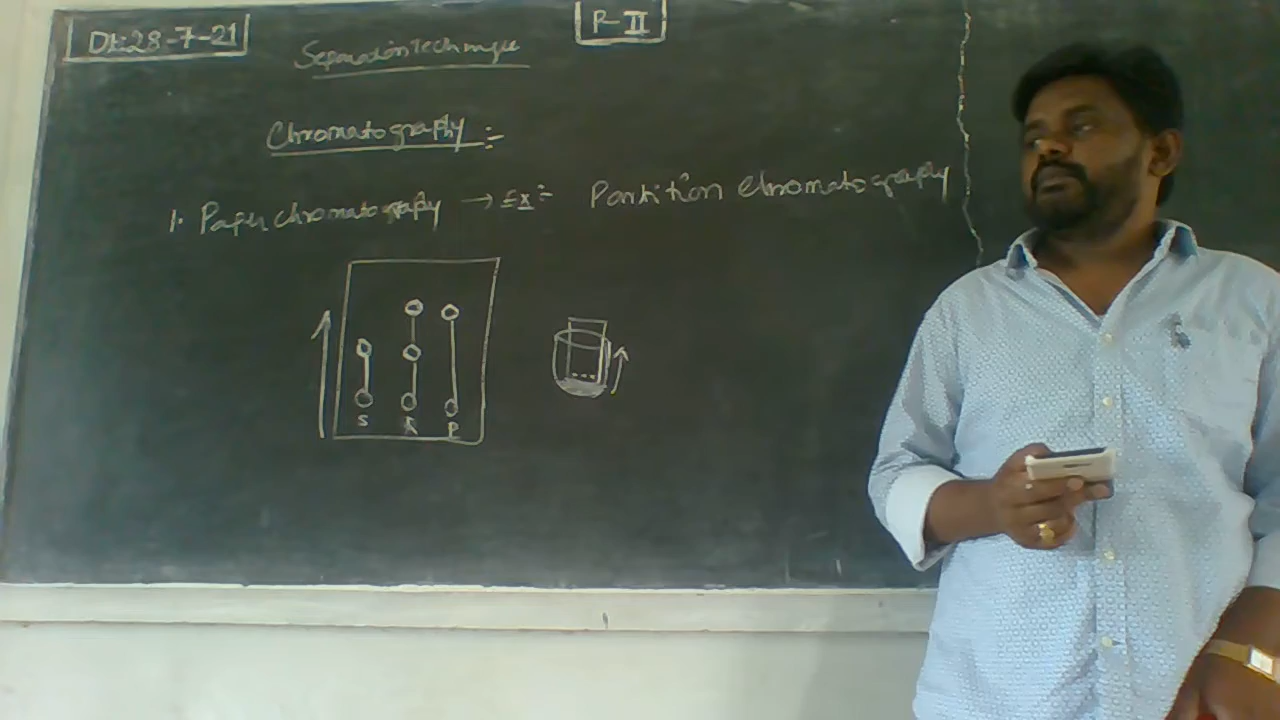 Dt:28-7-21
P-II
Separation Technique
Chromatography :-
1. Paper chromatography → Ex:- Partition chromatography
S R P